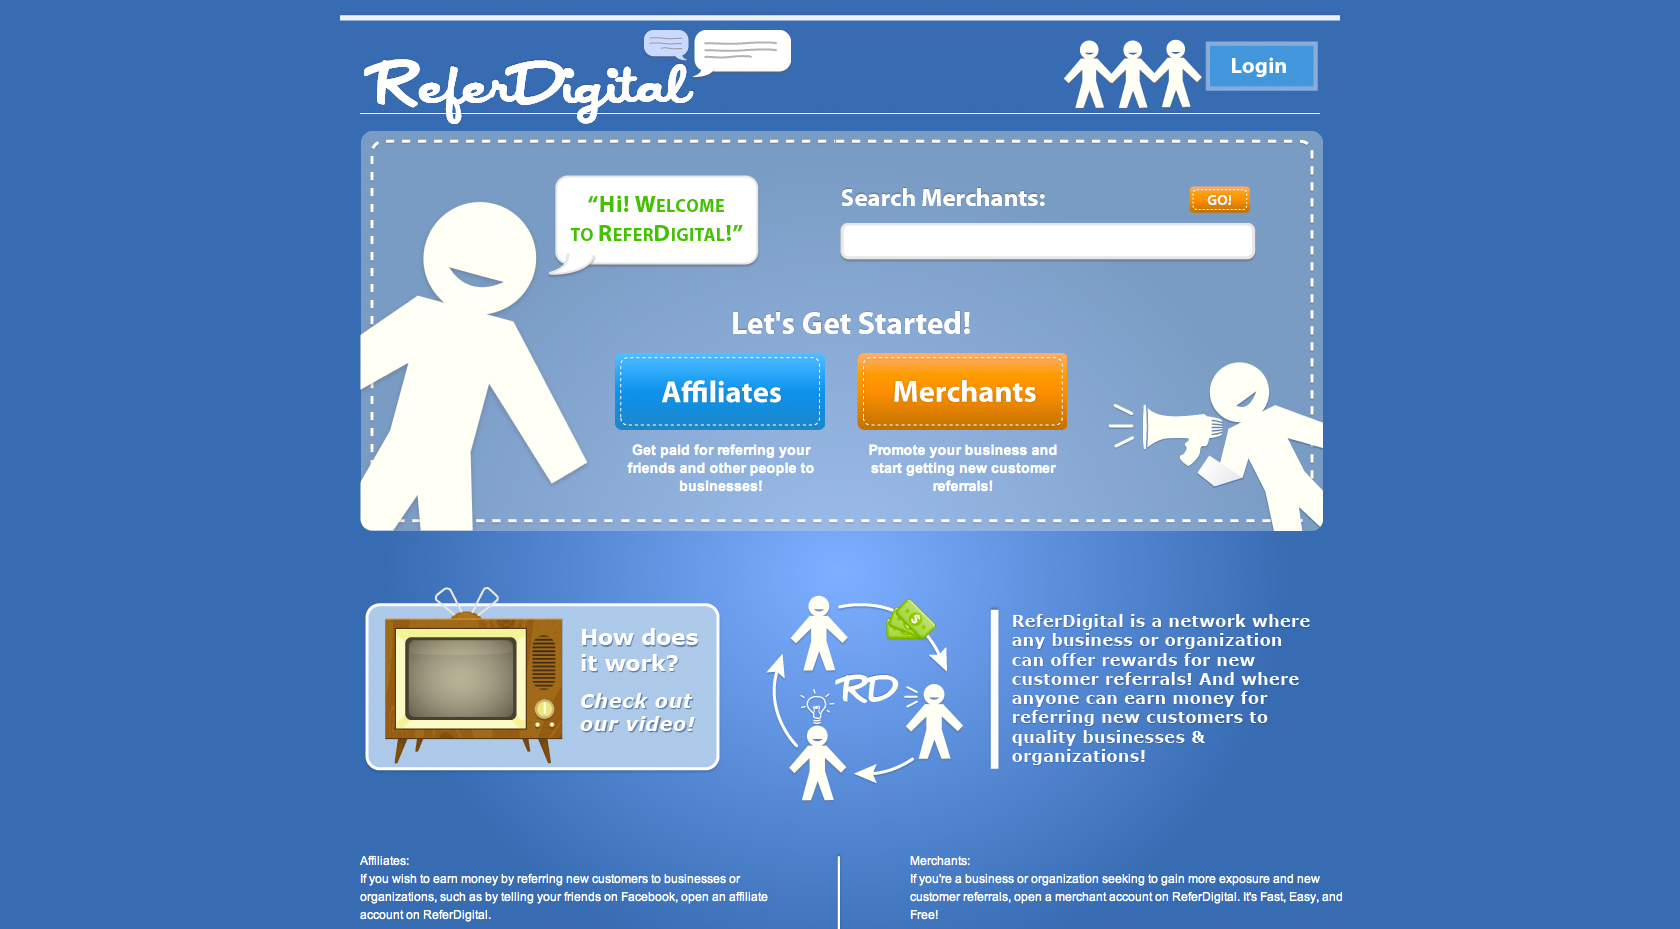 ReferDigital
Login
“Hi! Welcome
to ReferDigital!”
Search Merchants:
GO!
Let's Get Started!
Affiliates
Merchants
Get paid for referring your
friends and other people to
businesses!
Promote your business and
start getting new customer
referrals!
How does
it work?
Check out
our video!
$
RD
ReferDigital is a network where
any business or organization
can offer rewards for new
customer referrals! And where
anyone can earn money for
referring new customers to
quality businesses &
organizations!
Affiliates:
If you wish to earn money by referring new customers to businesses or
organizations, such as by telling your friends on Facebook, open an affiliate
account on ReferDigital.
Merchants:
If you're a business or organization seeking to gain more exposure and new
customer referrals, open a merchant account on ReferDigital. It's Fast, Easy, and
Free!